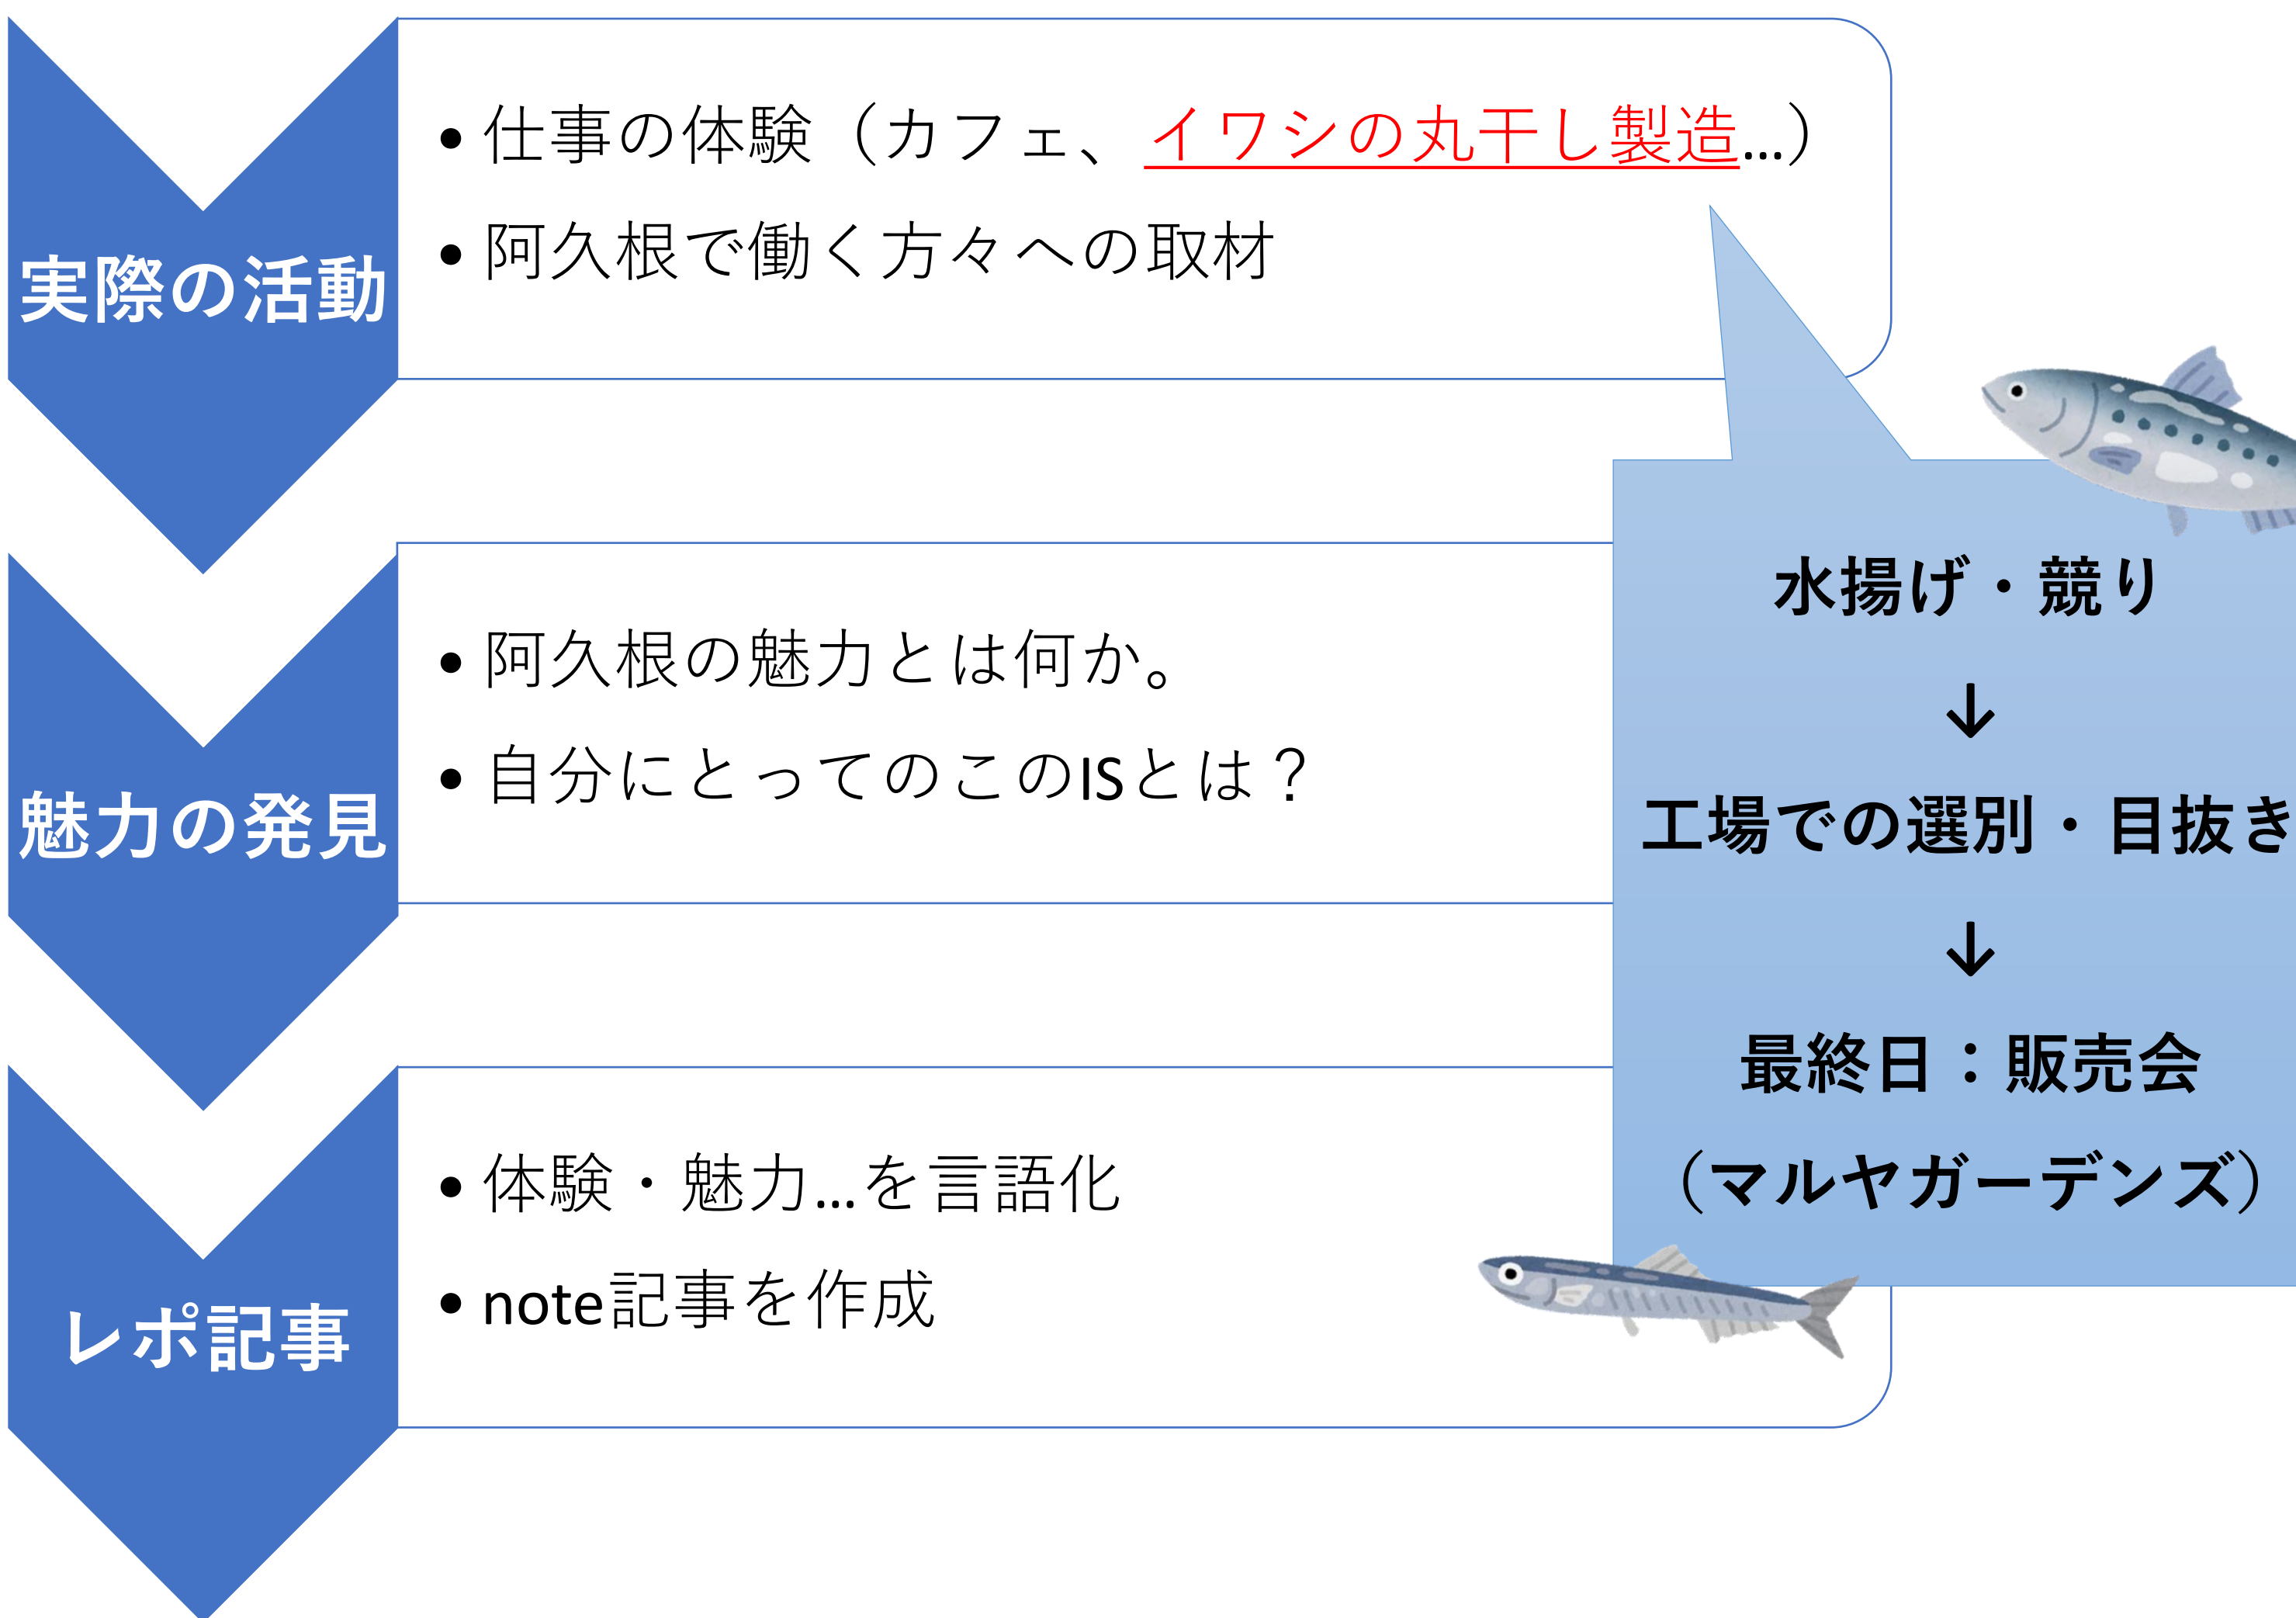 実際の活動
• 仕事の体験（カフェ、イワシの丸干し製造…）
• 阿久根で働く方々への取材
魅力の発見
• 阿久根の魅力とは何か。
• 自分にとってのこのISとは？
レポ記事
• 体験・魅力…を言語化
• note記事を作成
水揚げ・競り
↓
工場での選別・目抜き
↓
最終日：販売会
（マルヤガーデンズ）